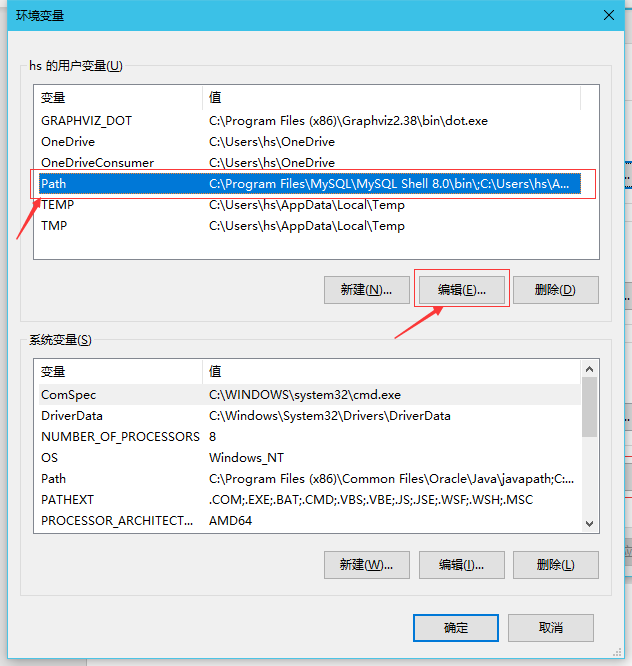 环境变量
hs 的用户变量(U)
变量 值
GRAPHVIZ_DOT C:\Program Files (x86)\Graphviz2.38\bin\dot.exe
OneDrive C:\Users\hs\OneDrive
OneDriveConsumer C:\Users\hs\OneDrive
Path C:\Program Files\MySQL\MySQL Shell 8.0\bin\;C:\Users\hs\A...
TEMP C:\Users\hs\AppData\Local\Temp
TMP C:\Users\hs\AppData\Local\Temp
新建(N)... 编辑(E)... 删除(D)
系统变量(S)
变量 值
ComSpec C:\WINDOWS\system32\cmd.exe
DriverData C:\Windows\System32\Drivers\DriverData
NUMBER_OF_PROCESSORS 8
OS Windows_NT
Path C:\Program Files (x86)\Common Files\Oracle\Java\javapath;C:...
PATHEXT .COM;.EXE;.BAT;.CMD;.VBS;.VBE;.JS;.JSE;.WSF;.WSH;.MSC
PROCESSOR_ARCHITECT... AMD64
新建(W)... 编辑(I)... 删除(L)
确定 取消